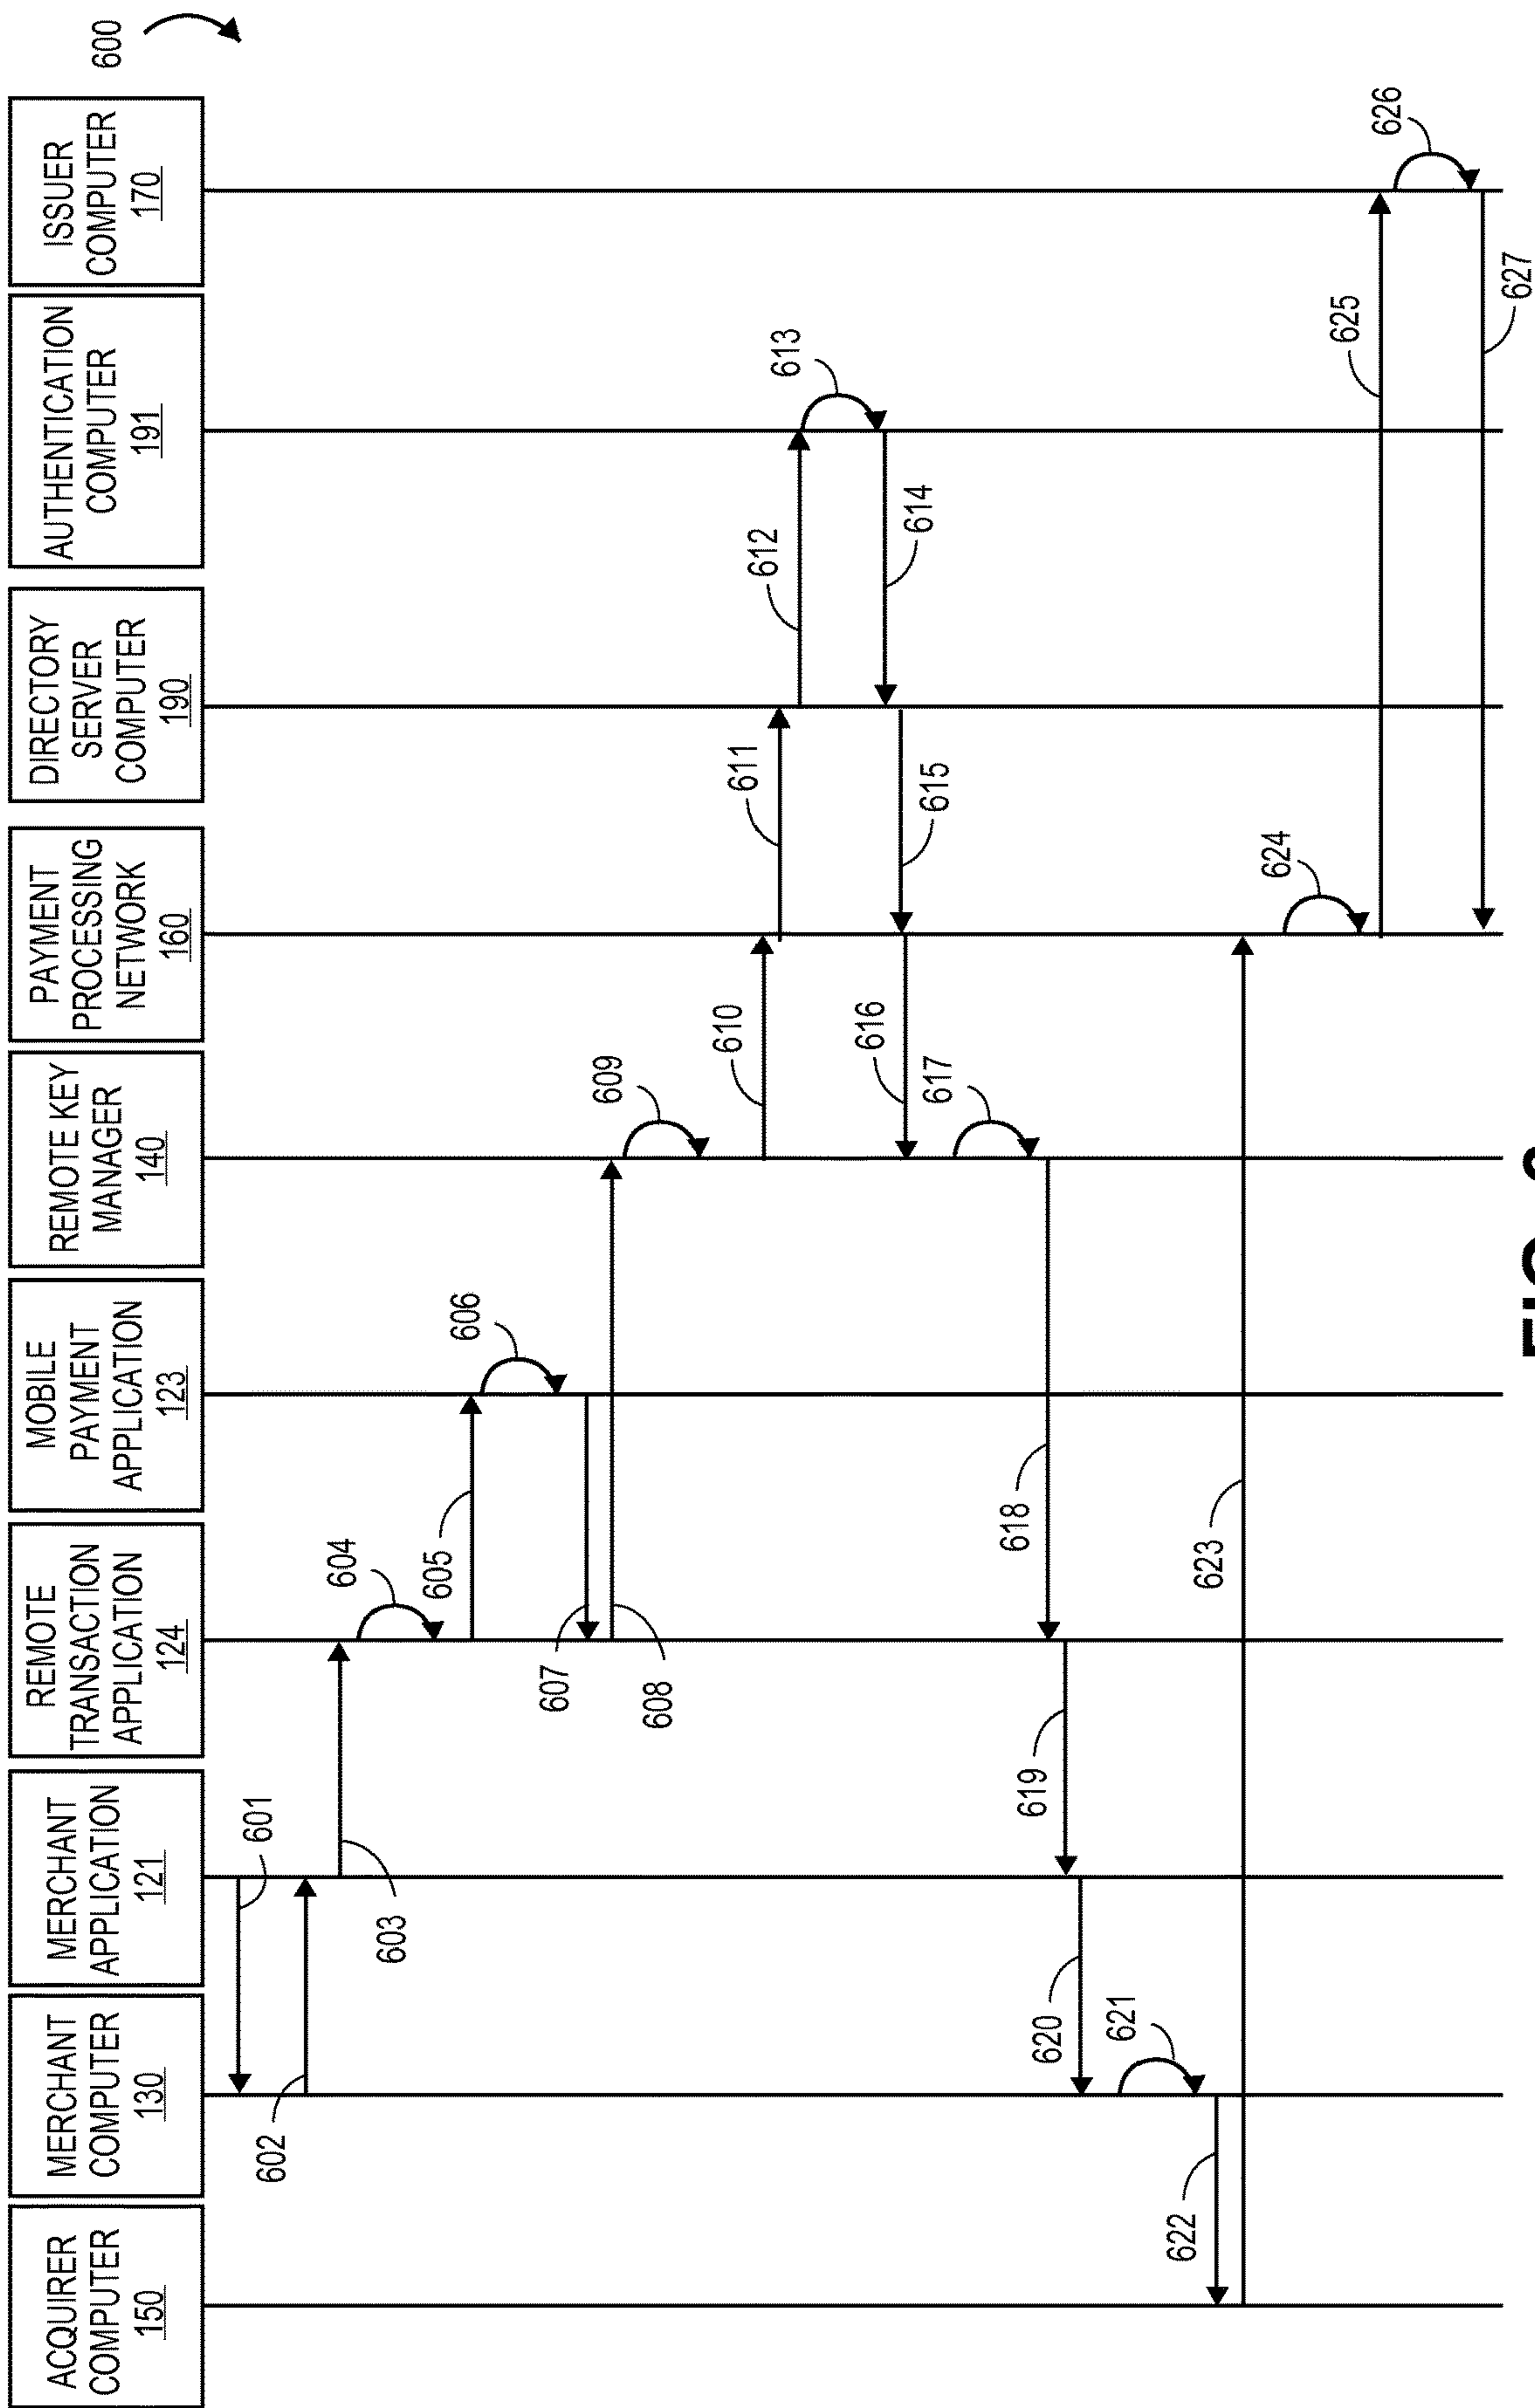 600
ACQUIRER
COMPUTER
150
MERCHANT
COMPUTER
130
MERCHANT
APPLICATION
121
REMOTE
TRANSACTION
APPLICATION
124
MOBILE
PAYMENT
APPLICATION
123
REMOTE KEY
MANAGER
140
PAYMENT
PROCESSING
NETWORK
160
DIRECTORY
SERVER
COMPUTER
190
AUTHENTICATION
COMPUTER
191
ISSUER
COMPUTER
170
601
602
603
604
605
606
607
608
609
610
611
612
613
614
615
616
617
618
619
620
621
622
623
624
625
626
627
FIG.